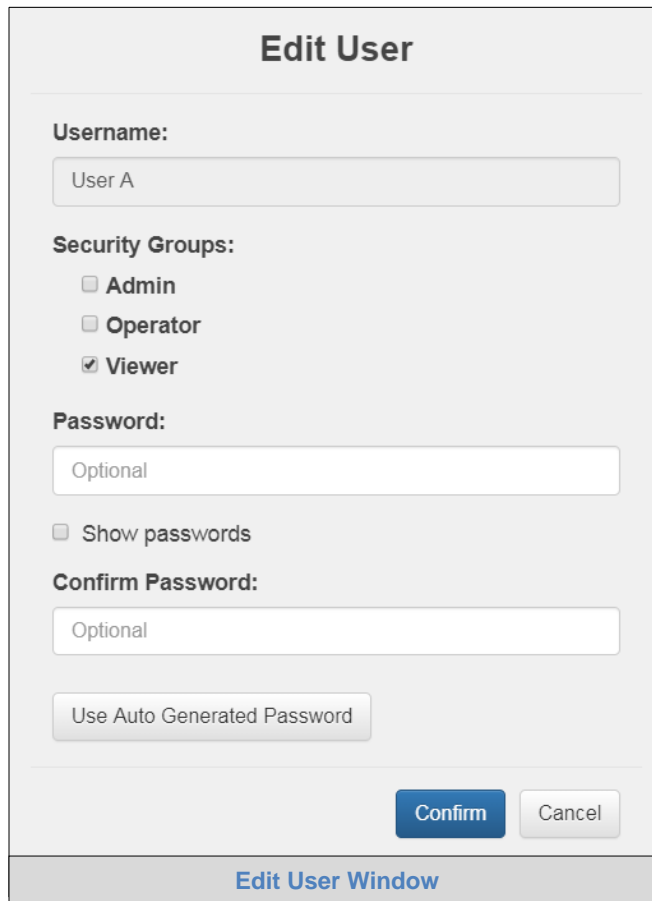 Edit User
Username:
User A
Security Groups:
Admin
Operator
Viewer
Password:
Optional
Show passwords
Confirm Password:
Optional
Use Auto Generated Password
Confirm Cancel
Edit User Window